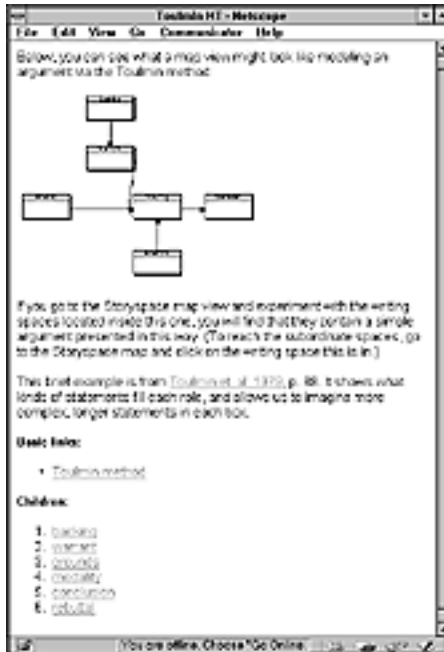 Toulmin HT - Netscape
File Edit View Go Communicator Help
Below, you can see what a map view might look like modeling an
argument via the Toulmin method
If you go to the Storyspace map view and experiment with the writing
spaces located inside this one, you will find that they contain a simple
argument presented in this way. (To reach the subordinate spaces, go
to the Storyspace map and click on the writing space this is in.)
This brief example is from Toulmin et. al. 1979, p. 88. It shows what
kinds of statements fill each role, and allows us to imagine more
complex, longer statements in each box.
Basic links:
• Toulmin method
Children:
1. backing
2. warrant
3. grounds
4. modality
5. conclusion
6. rebuttal
You are offline. Choose "Go Online